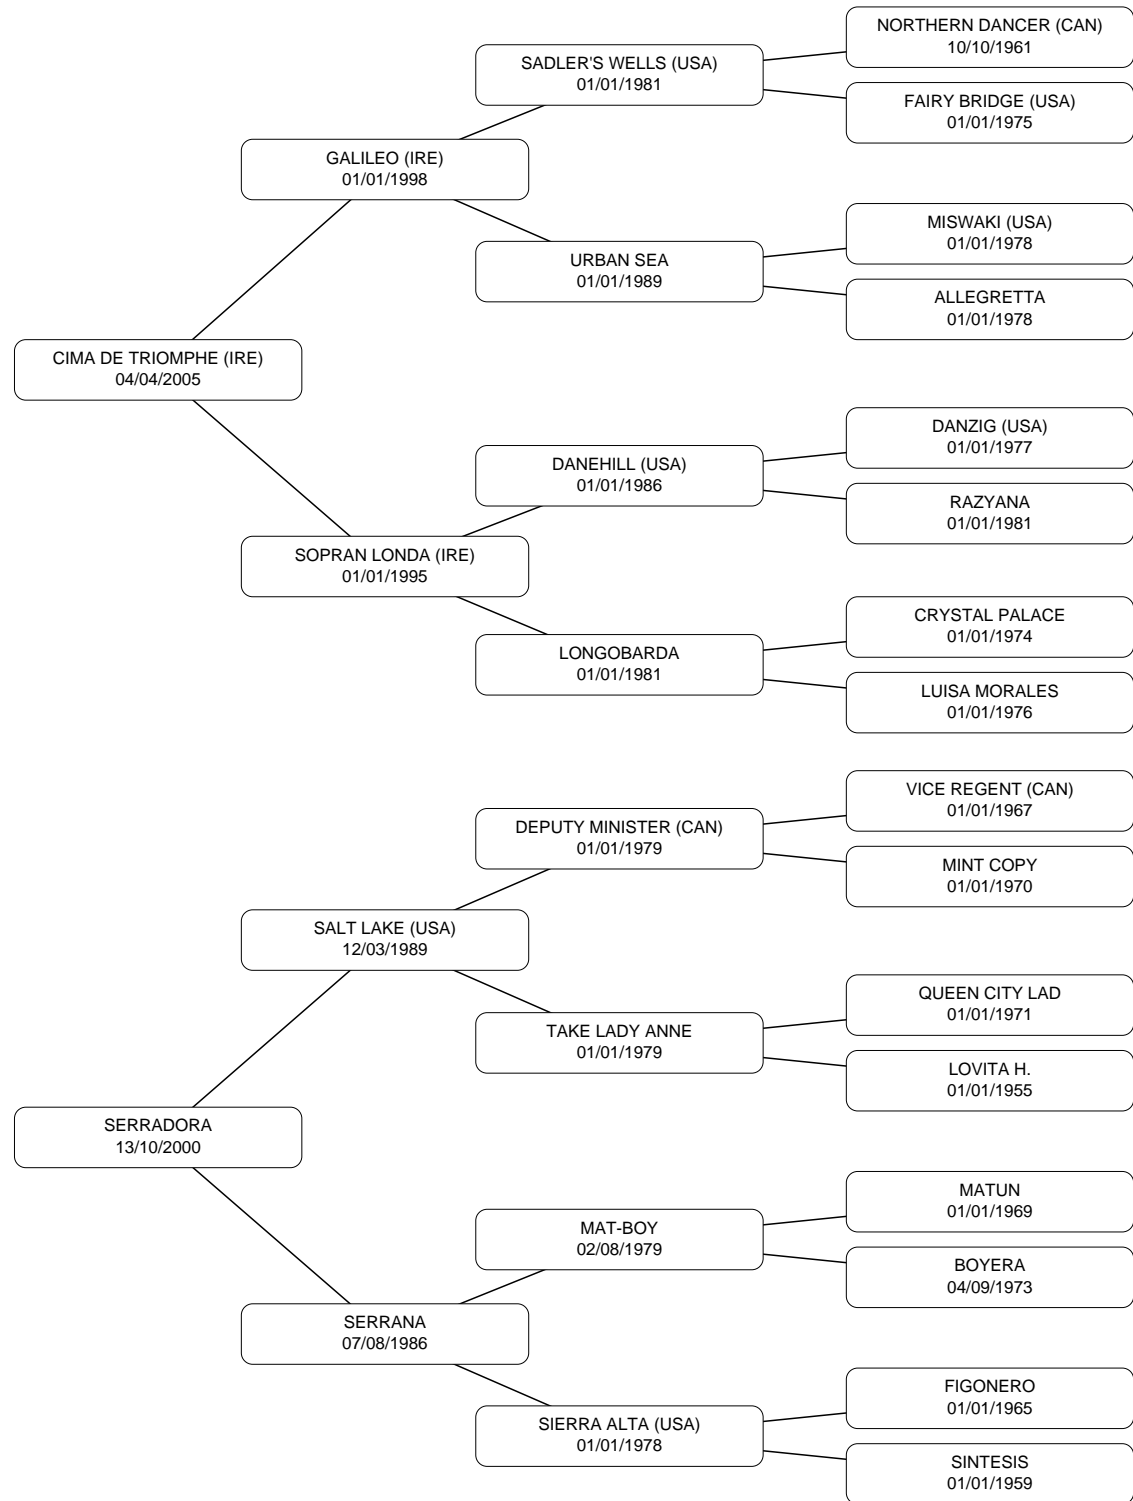 NORTHERN DANCER (CAN)
10/10/1961
SADLER'S WELLS (USA)
01/01/1981
FAIRY BRIDGE (USA)
01/01/1975
GALILEO (IRE)
01/01/1998
MISWAKI (USA)
01/01/1978
URBAN SEA
01/01/1989
ALLEGRETTA
01/01/1978
CIMA DE TRIOMPHE (IRE)
04/04/2005
DANZIG (USA)
01/01/1977
DANEHILL (USA)
01/01/1986
RAZYANA
01/01/1981
SOPRAN LONDA (IRE)
01/01/1995
CRYSTAL PALACE
01/01/1974
LONGOBARDA
01/01/1981
LUISA MORALES
01/01/1976
VICE REGENT (CAN)
01/01/1967
DEPUTY MINISTER (CAN)
01/01/1979
MINT COPY
01/01/1970
SALT LAKE (USA)
12/03/1989
QUEEN CITY LAD
01/01/1971
TAKE LADY ANNE
01/01/1979
LOVITA H.
01/01/1955
SERRADORA
13/10/2000
MATUN
01/01/1969
MAT-BOY
02/08/1979
BOYERA
04/09/1973
SERRANA
07/08/1986
FIGONERO
01/01/1965
SIERRA ALTA (USA)
01/01/1978
SINTESIS
01/01/1959